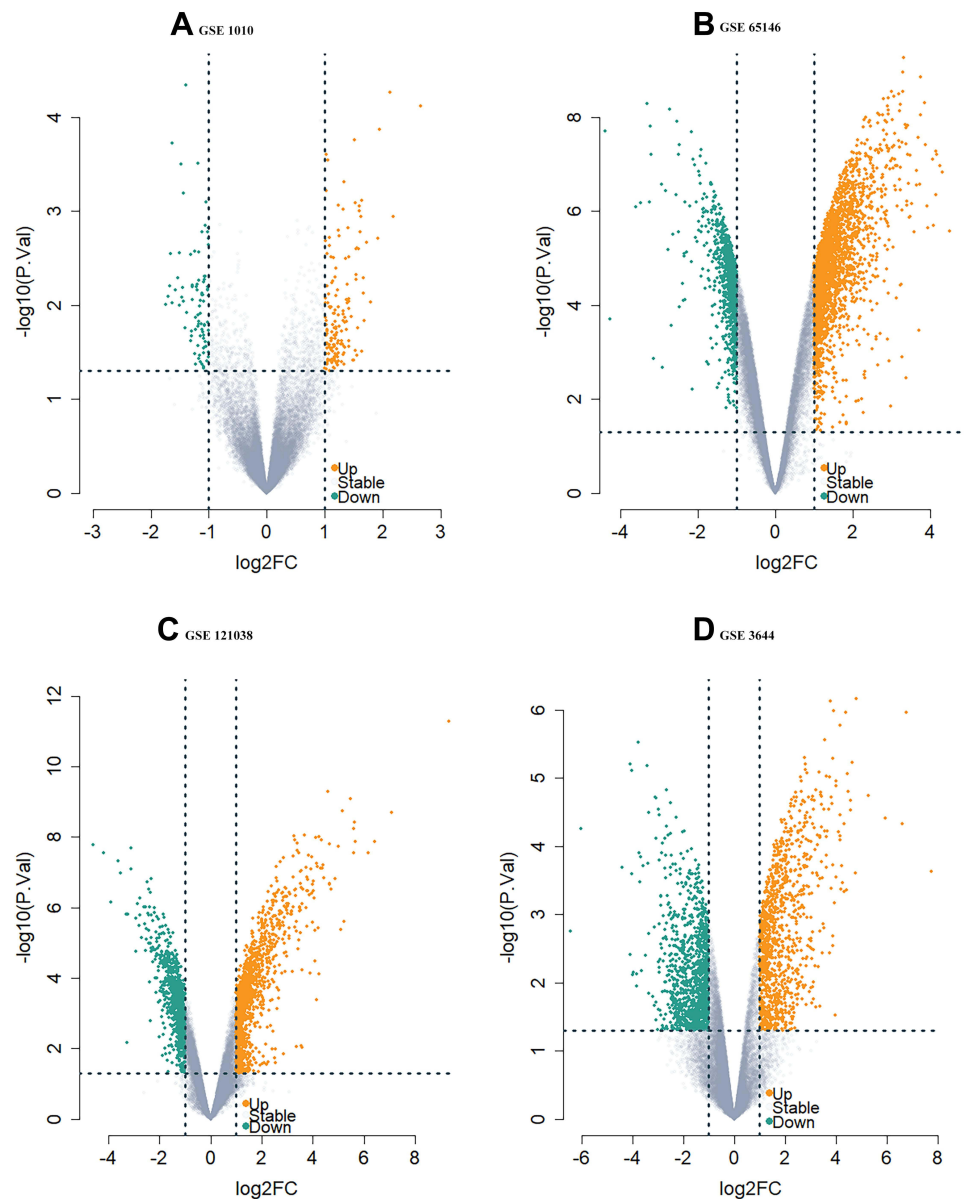 A GSE 1010
-log10(P.Val)
4
3
2
1
0
Up
Stable
Down
-3 -2 -1 0 1 2 3
log2FC
B GSE 65146
-log10(P.Val)
8
6
4
2
0
Up
Stable
Down
-4 -2 0 2 4
log2FC
C GSE 121038
-log10(P.Val)
12
10
8
6
4
2
0
Up
Stable
Down
-4 -2 0 2 4 6 8
log2FC
D GSE 3644
-log10(P.Val)
6
5
4
3
2
1
0
Up
Stable
Down
-6 -4 -2 0 2 4 6 8
log2FC